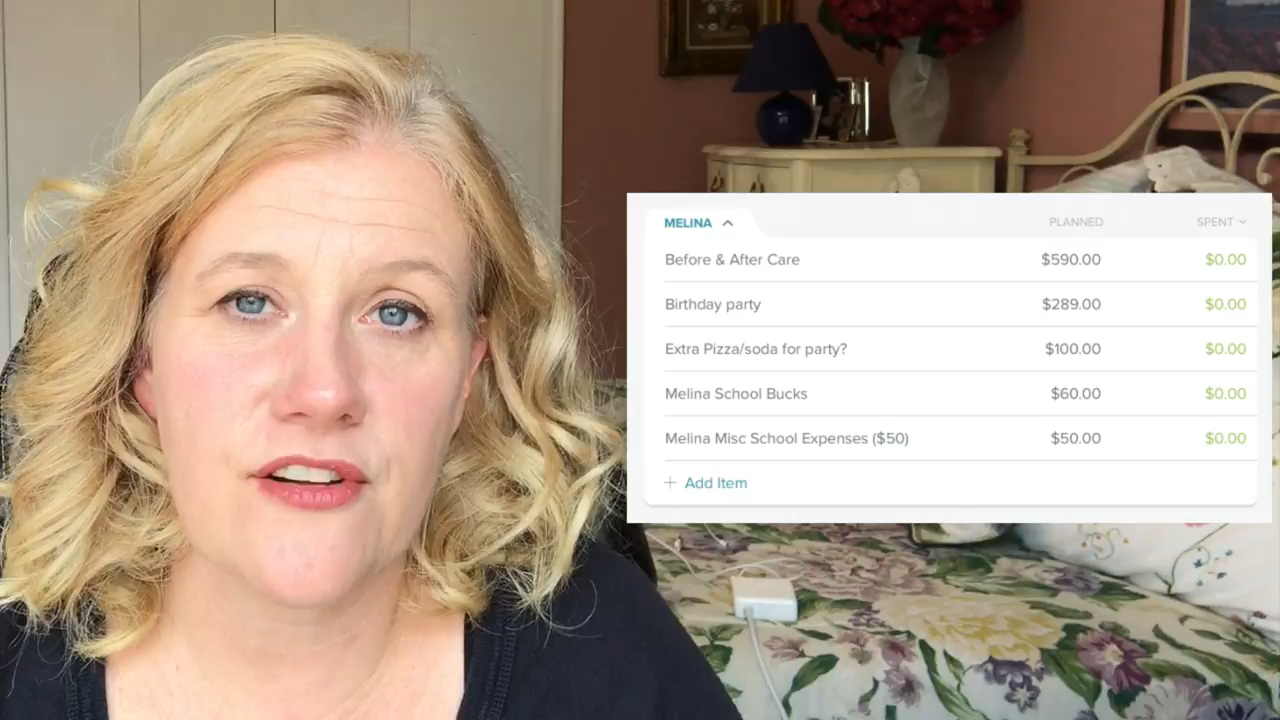 MELINA PLANNED SPENT
Before & After Care $590.00 $0.00
Birthday party $289.00 $0.00
Extra Pizza/soda for party? $100.00 $0.00
Melina School Bucks $60.00 $0.00
Melina Misc School Expenses ($50) $50.00 $0.00
+ Add Item